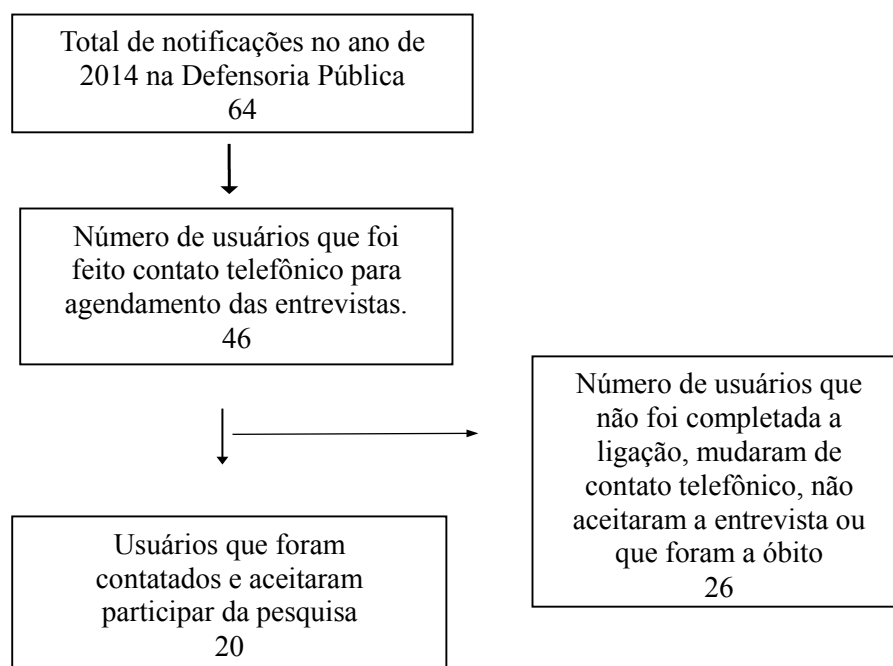 Total de notificações no ano de
2014 na Defensoria Pública
64
Número de usuários que foi
feito contato telefônico para
agendamento das entrevistas.
46
Número de usuários que
não foi completada a
ligação, mudaram de
contato telefônico, não
aceitaram a entrevista ou
que foram a óbito
26
Usuários que foram
contatados e aceitaram
participar da pesquisa
20